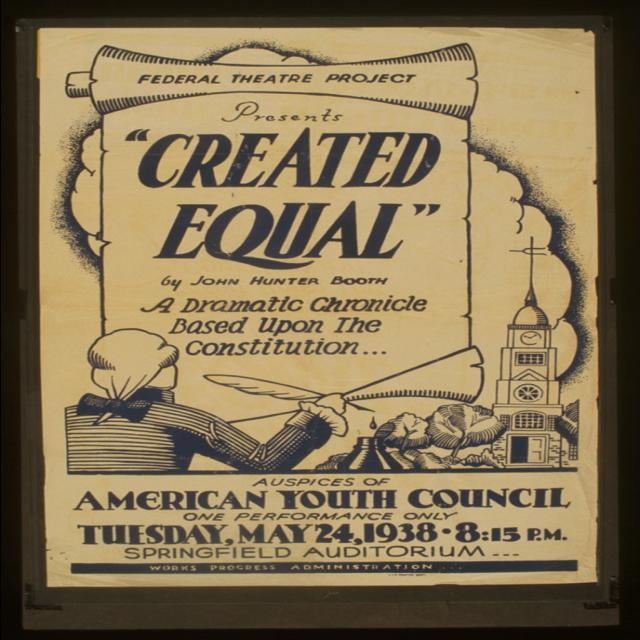 FEDERAL THEATRE PROJECT
Presents
"CREATED
EQUAL"
by JOHN HUNTER BOOTH
A Dramatic Chronicle
Based Upon The
Constitution...
AUSPICES OF
AMERICAN YOUTH COUNCIL
ONE PERFORMANCE ONLY
TUESDAY, MAY 24, 1938 · 8:15 P.M.
SPRINGFIELD AUDITORIUM ---
WORKS PROGRESS ADMINISTRATION